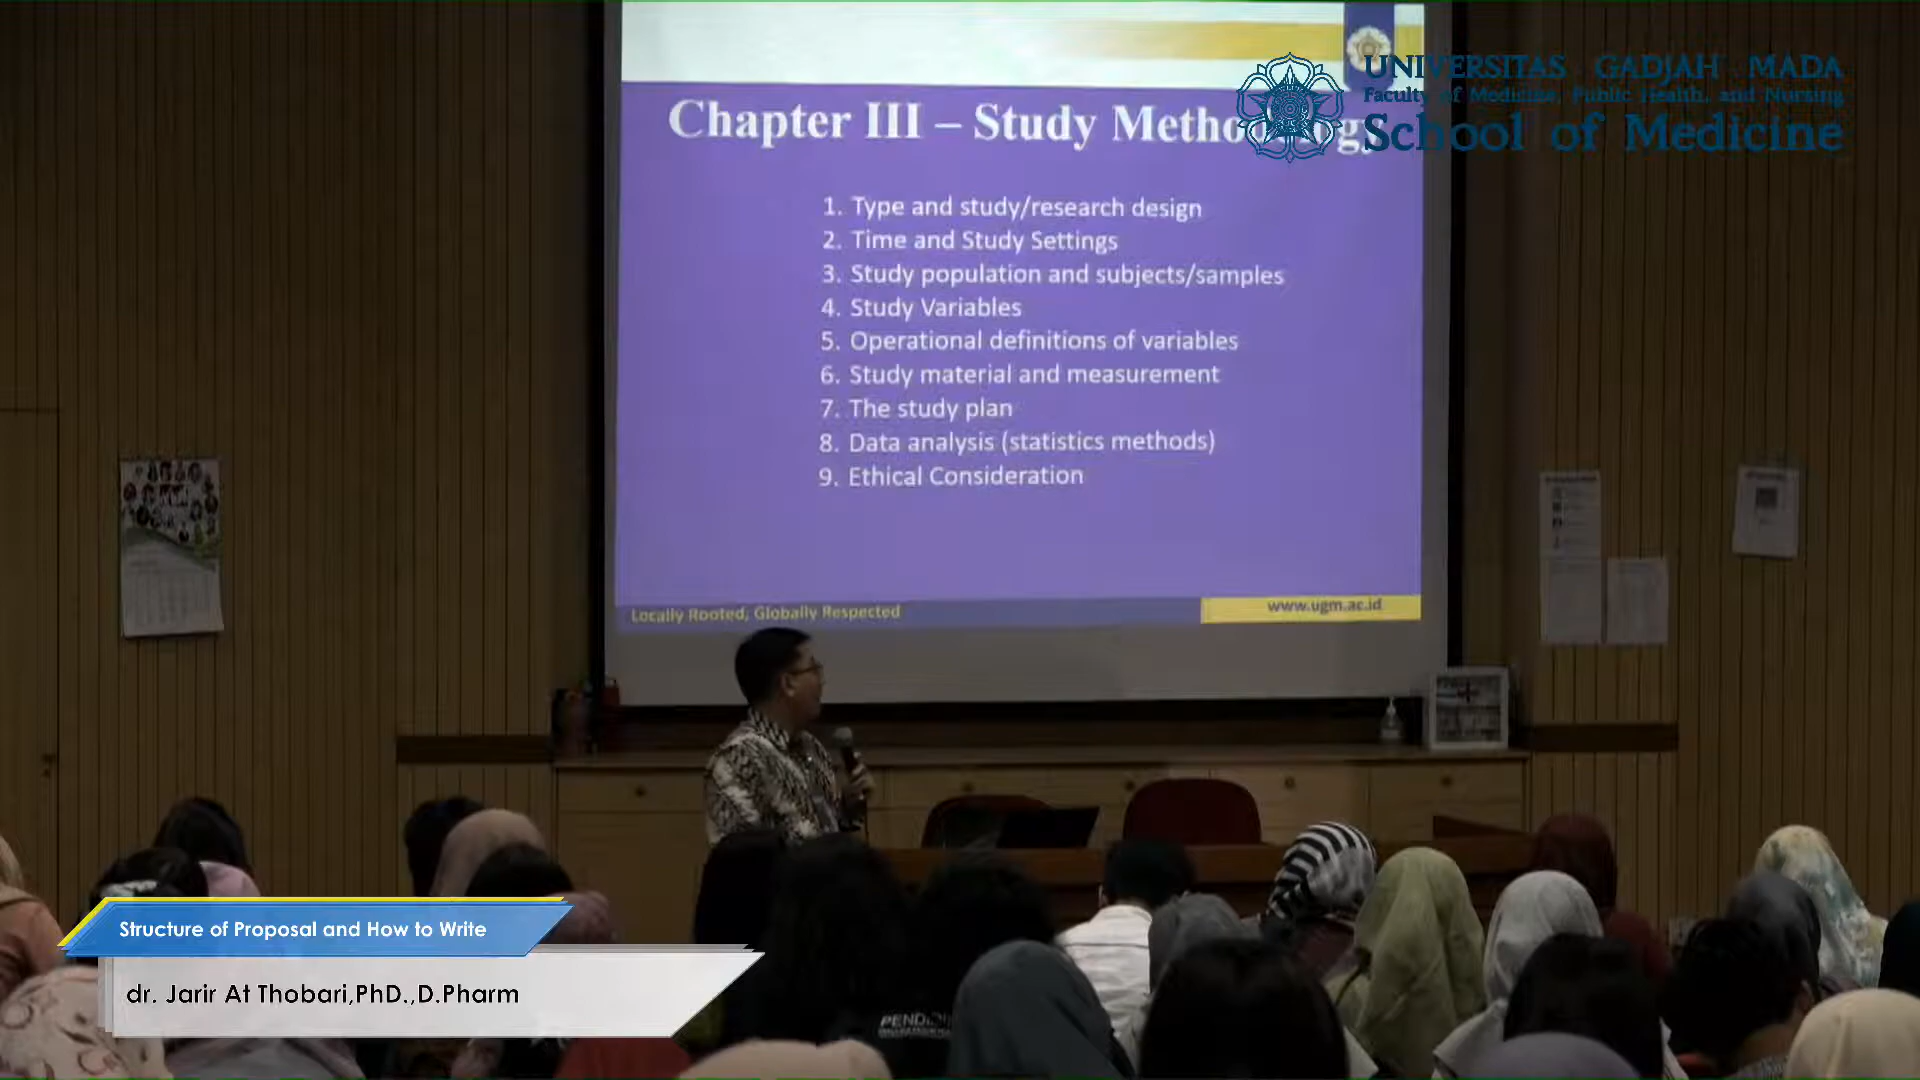 UNIVERSITAS GADJAH MADA
Faculty of Medicine, Public Health, and Nursing
School of Medicine
Chapter III – Study Methodology
1. Type and study/research design
2. Time and Study Settings
3. Study population and subjects/samples
4. Study Variables
5. Operational definitions of variables
6. Study material and measurement
7. The study plan
8. Data analysis (statistics methods)
9. Ethical Consideration
Locally Rooted, Globally Respected
www.ugm.ac.id
Structure of Proposal and How to Write
dr. Jarir At Thobari,PhD.,D.Pharm